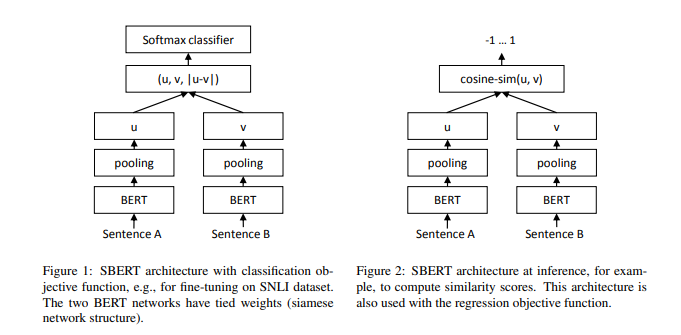 Softmax classifier
(u, v, |u-v|)
u
v
pooling
pooling
BERT
BERT
Sentence A
Sentence B
Figure 1: SBERT architecture with classification ob-
jective function, e.g., for fine-tuning on SNLI dataset.
The two BERT networks have tied weights (siamese
network structure).
-1 … 1
cosine-sim(u, v)
u
v
pooling
pooling
BERT
BERT
Sentence A
Sentence B
Figure 2: SBERT architecture at inference, for exam-
ple, to compute similarity scores. This architecture is
also used with the regression objective function.